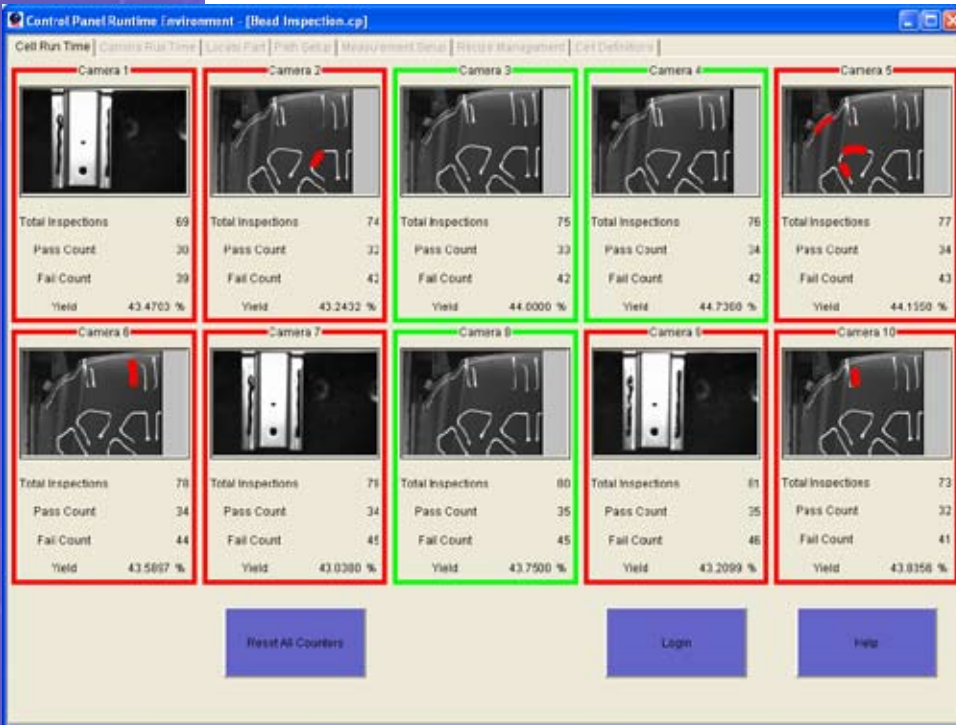 Control Panel Runtime Environment - [Bead Inspection.cp]
Cell Run Time Camera Run Time Locate Part Path Setup Measurement Setup Recipe Management Cell Definitions
Camera 1 Camera 2 Camera 3 Camera 4 Camera 5
Total Inspections 69 Total Inspections 74 Total Inspections 75 Total Inspections 76 Total Inspections 77
Pass Count 30 Pass Count 32 Pass Count 33 Pass Count 34 Pass Count 34
Fail Count 39 Fail Count 42 Fail Count 42 Fail Count 42 Fail Count 43
Yield 43.4783 % Yield 43.2432 % Yield 44.0000 % Yield 44.7368 % Yield 44.1558 %
Camera 6 Camera 7 Camera 8 Camera 9 Camera 10
Total Inspections 78 Total Inspections 79 Total Inspections 80 Total Inspections 81 Total Inspections 73
Pass Count 34 Pass Count 34 Pass Count 35 Pass Count 35 Pass Count 32
Fail Count 44 Fail Count 45 Fail Count 45 Fail Count 46 Fail Count 41
Yield 43.5897 % Yield 43.0380 % Yield 43.7500 % Yield 43.2099 % Yield 43.8356 %
Reset All Counters Login Help